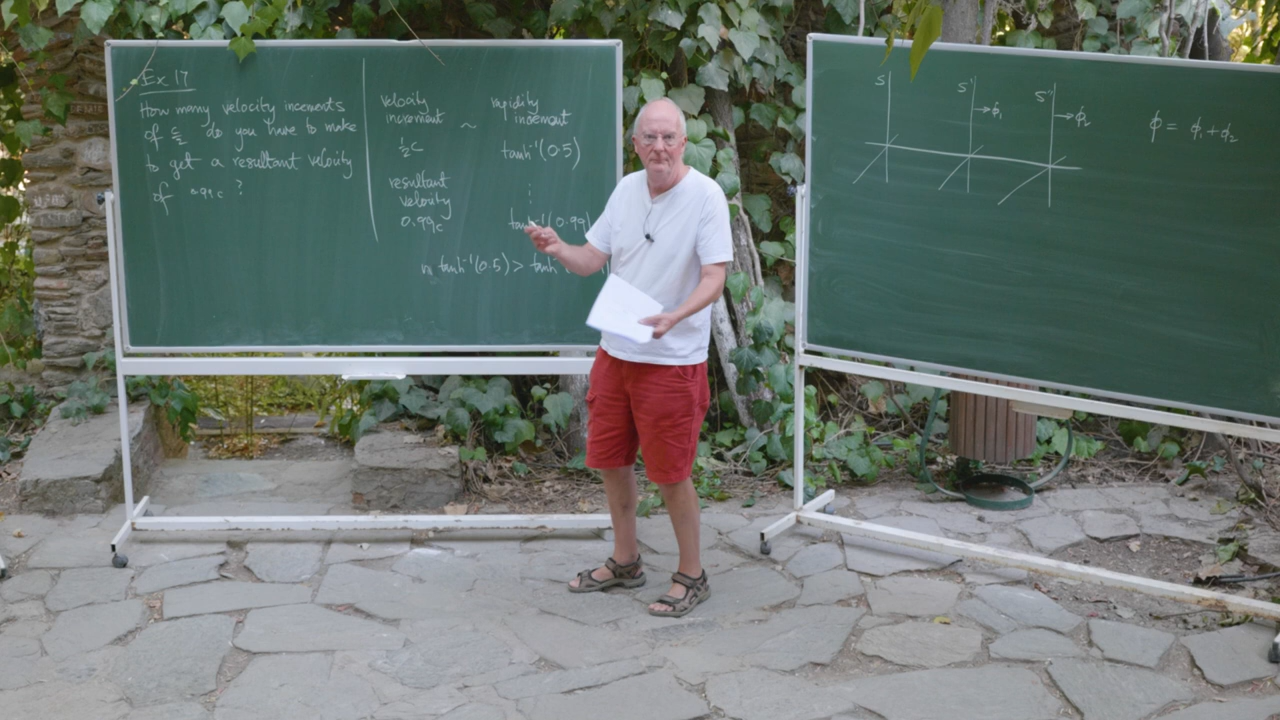 Ex 17
How many velocity incements
of c/2 do you have to make
to get a resultant velocity
of 0.99c ?
velocity
increment
~
rapidity
increment
½c
tanh⁻¹(0.5)
resultant
velocity
0.99c
⋮
tanh⁻¹(0.99)
n tanh⁻¹(0.5) > tanh⁻¹
S
S'
→φ₁
S''
→φ₂
φ = φ₁ + φ₂